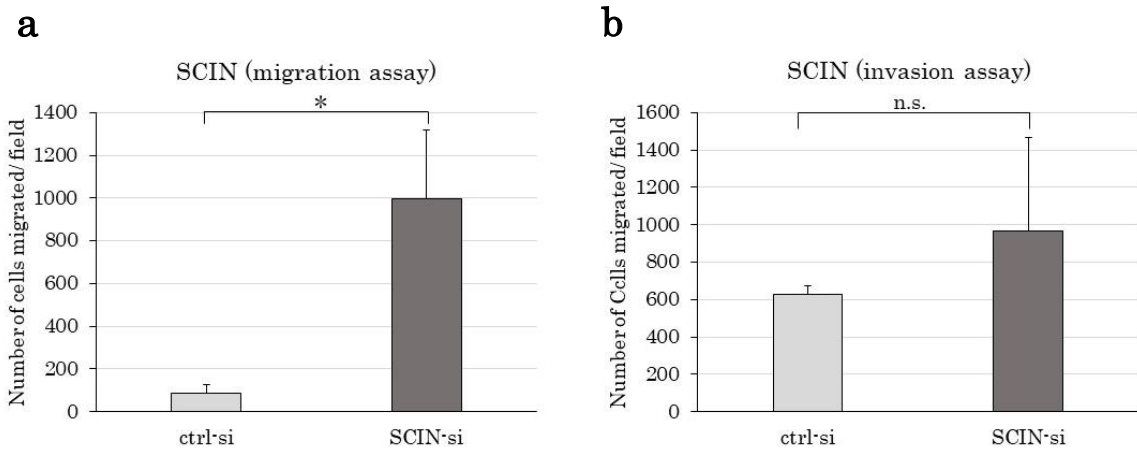 a
SCIN (migration assay)
*
Number of cells migrated/ field
1400
1200
1000
800
600
400
200
0
ctrl-si
SCIN-si
b
SCIN (invasion assay)
n.s.
Number of Cells migrated/ field
1600
1400
1200
1000
800
600
400
200
0
ctrl-si
SCIN-si